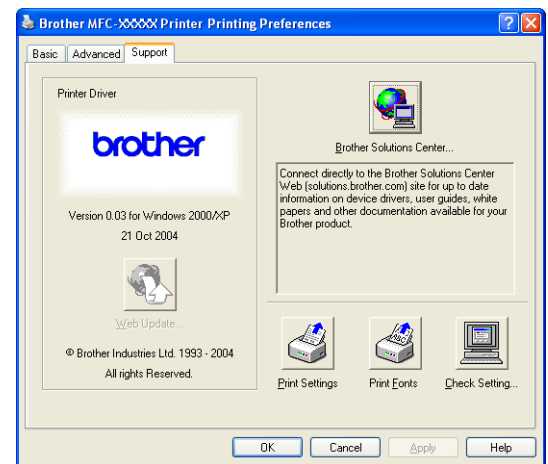 Brother MFC-XXXXX Printer Printing Preferences
Basic Advanced Support
Printer Driver
brother
Version 0.03 for Windows 2000/XP
21 Oct 2004
Web Update...
© Brother Industries Ltd. 1993 - 2004
All rights Reserved.
Brother Solutions Center...
Connect directly to the Brother Solutions Center
Web (solutions.brother.com) site for up to date
information on device drivers, user guides, white
papers and other documentation available for your
Brother product.
Print Settings Print Fonts Check Setting...
OK Cancel Apply Help